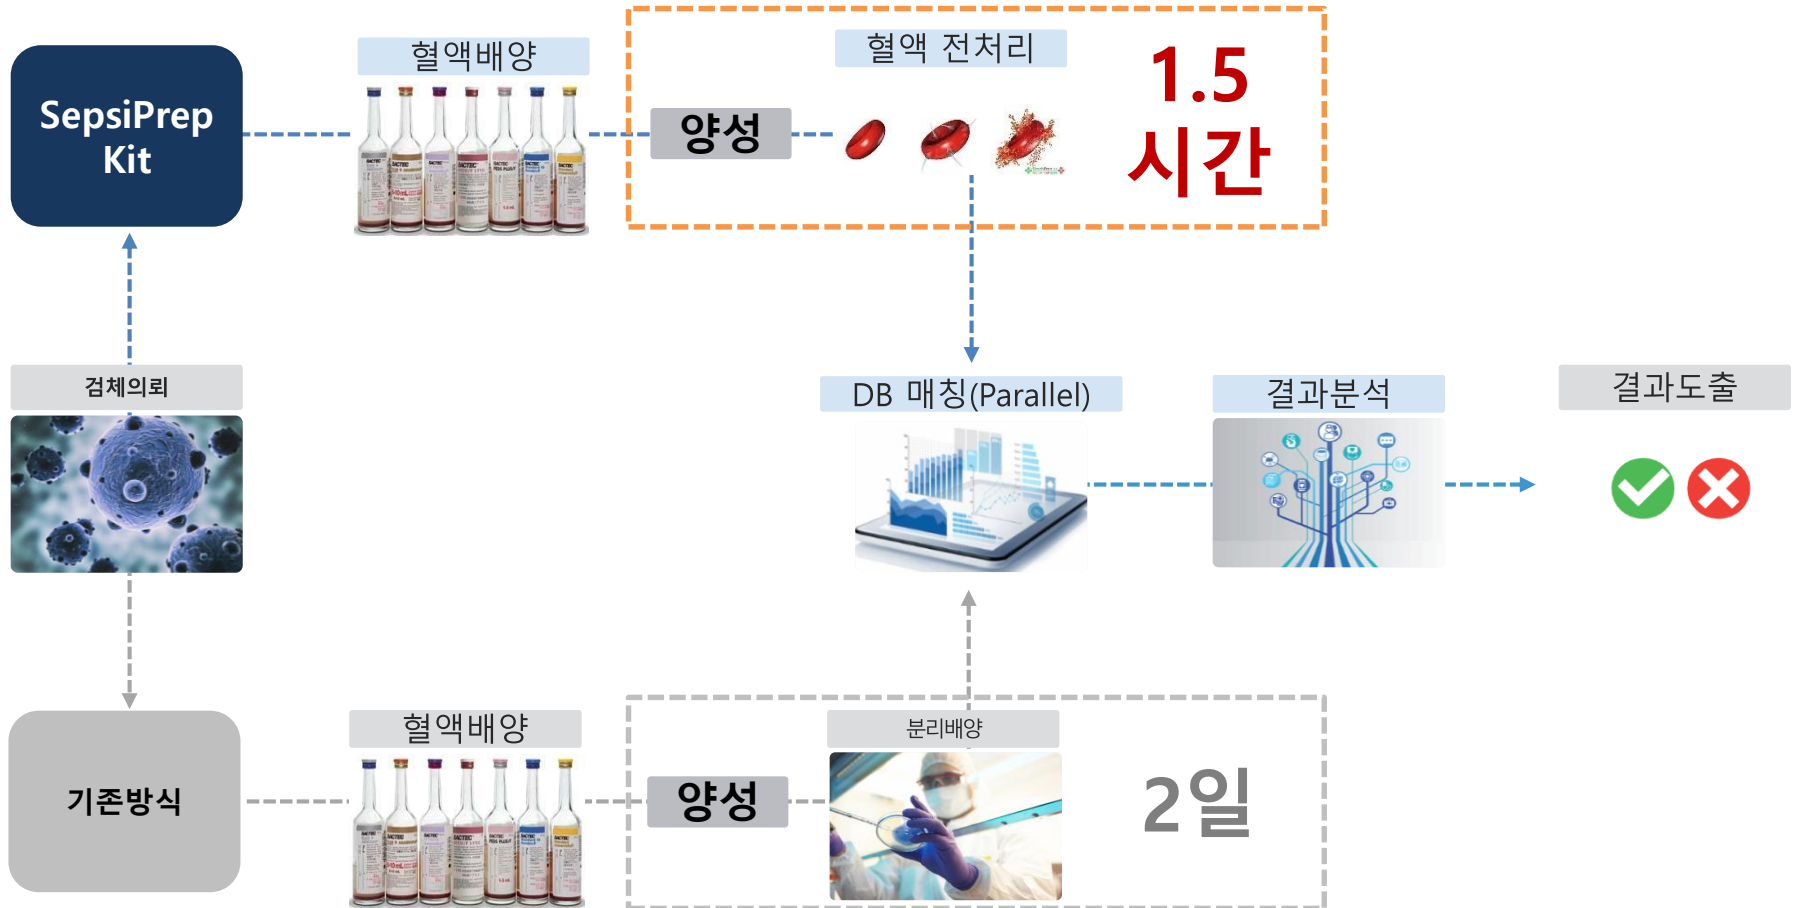 SepsiPrep
Kit
혈액배양
양성
혈액 전처리
1.5
시간
검체의뢰
DB 매칭(Parallel)
결과분석
결과도출
기존방식
혈액배양
양성
분리배양
2일